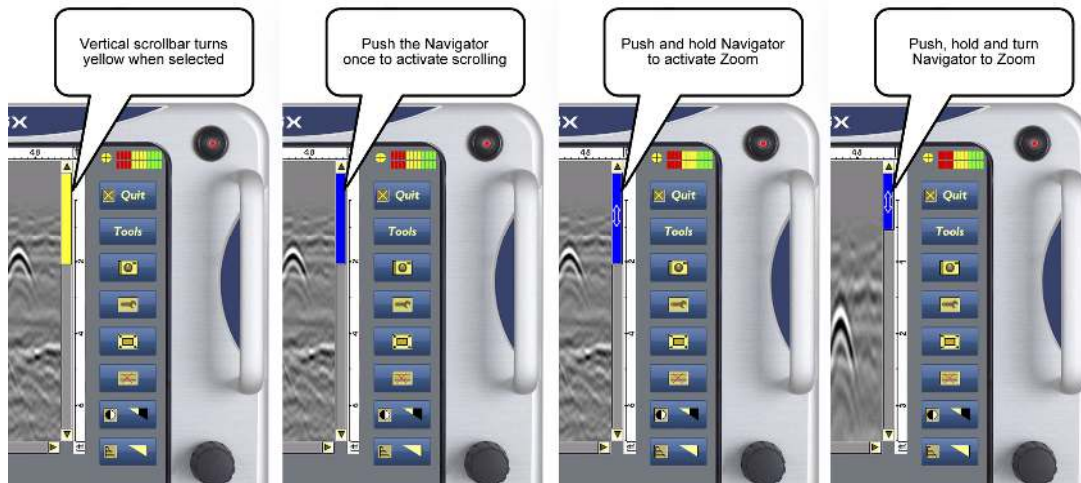 Vertical scrollbar turns
yellow when selected
Push the Navigator
once to activate scrolling
Push and hold Navigator
to activate Zoom
Push, hold and turn
Navigator to Zoom
Quit
Tools
Quit
Tools
Quit
Tools
Quit
Tools